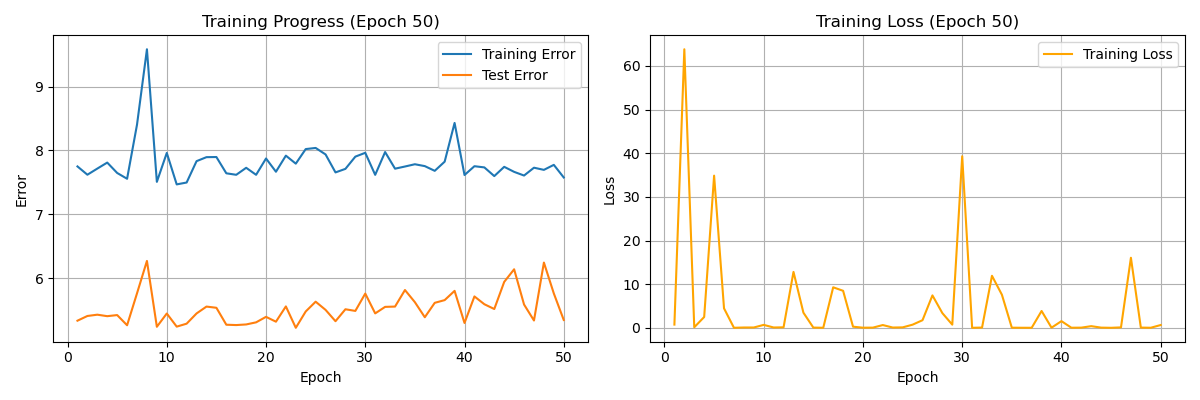 Training Progress (Epoch 50)
Training Error
Test Error
9
8
7
6
Error
0 10 20 30 40 50
Epoch
Training Loss (Epoch 50)
Training Loss
60
50
40
30
20
10
0
Loss
0 10 20 30 40 50
Epoch